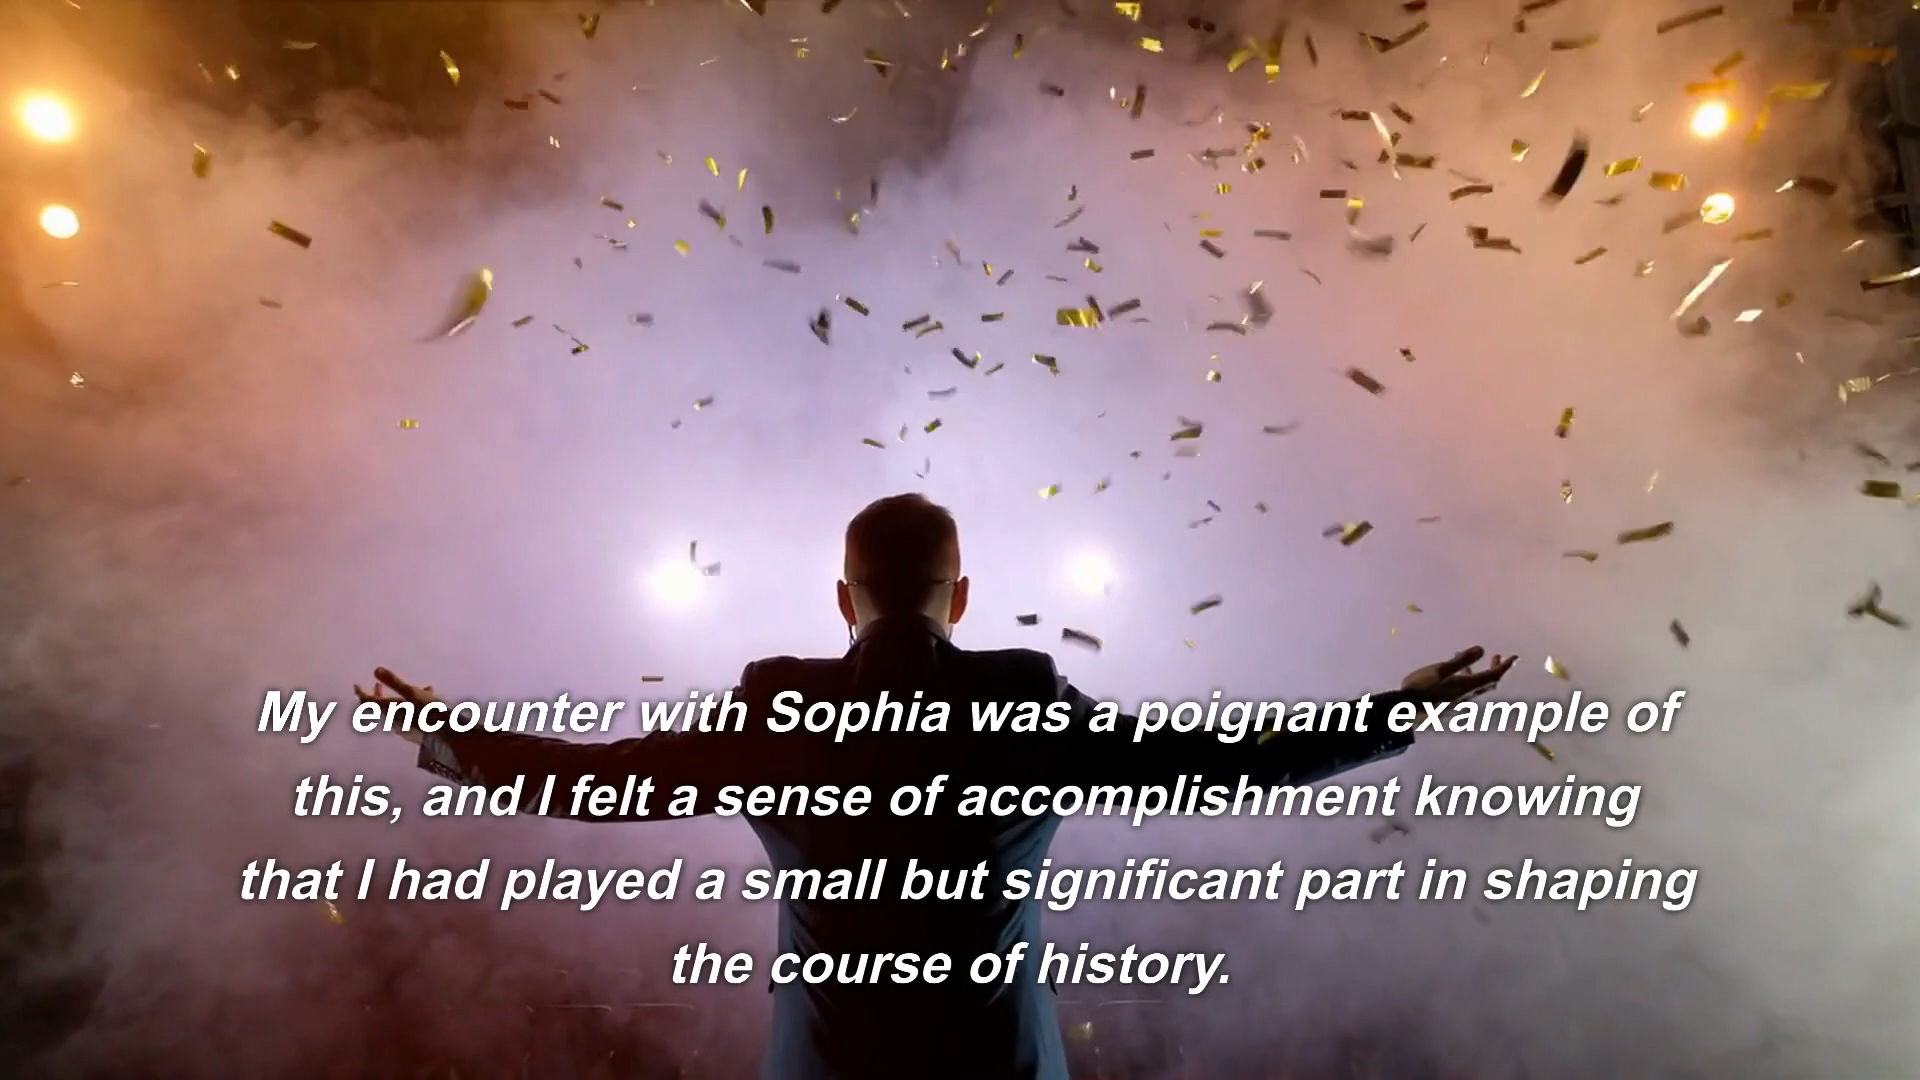 My encounter with Sophia was a poignant example of
this, and I felt a sense of accomplishment knowing
that I had played a small but significant part in shaping
the course of history.